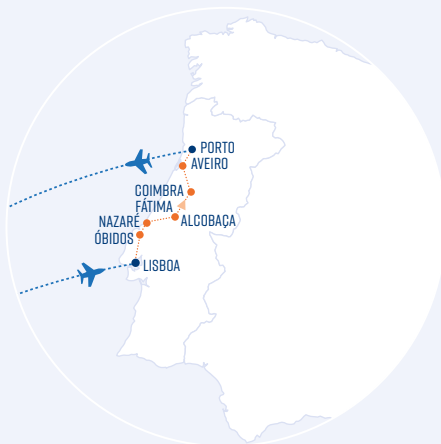 PORTO
AVEIRO
COIMBRA
FÁTIMA
ALCOBAÇA
NAZARÉ
ÓBIDOS
LISBOA